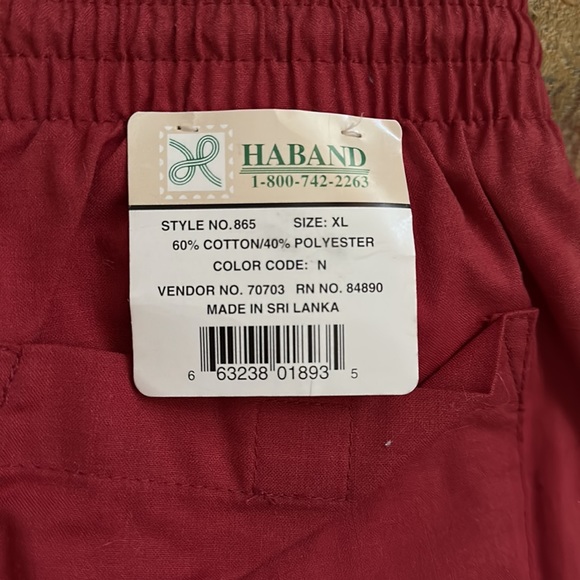 HABAND
1-800-742-2263
STYLE NO. 865 SIZE: XL
60% COTTON/40% POLYESTER
COLOR CODE: N
VENDOR NO. 70703 RN NO. 84890
MADE IN SRI LANKA
6 63238 01893 5